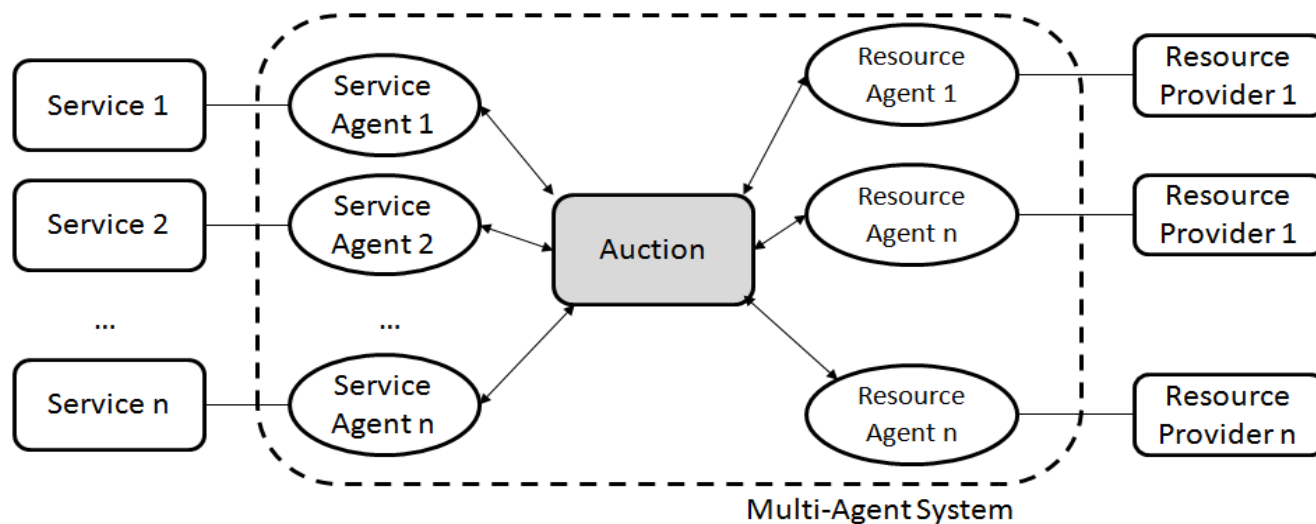 Service 1
Service
Agent 1
Resource
Agent 1
Resource
Provider 1
Service 2
Service
Agent 2
Auction
Resource
Agent n
Resource
Provider 1
...
...
Service n
Service
Agent n
Resource
Agent n
Resource
Provider n
Multi-Agent System